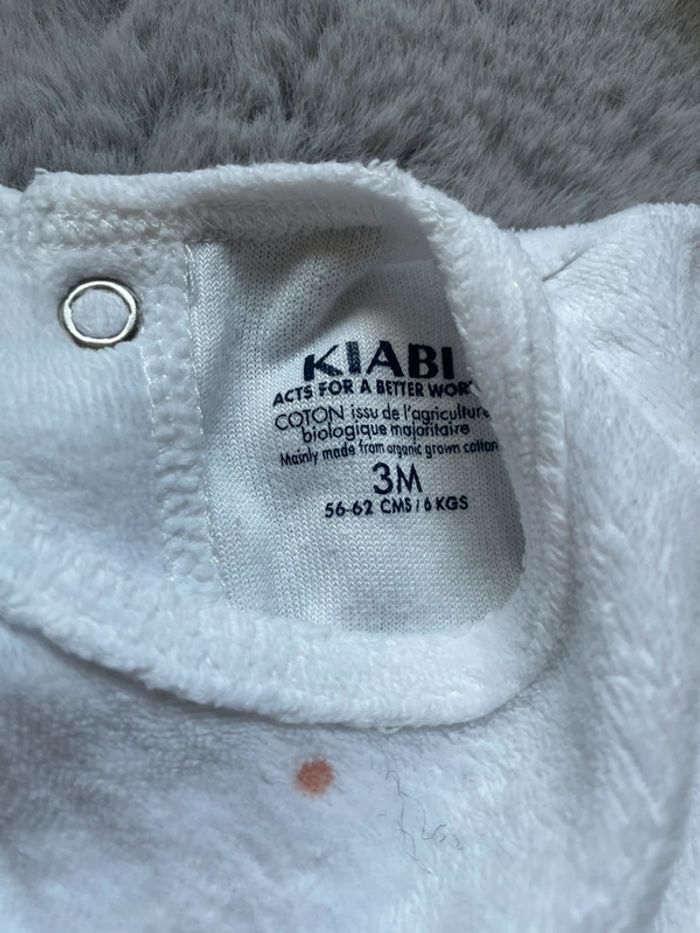 KIABI
ACTS FOR A BETTER WOR
COTON issu de l'agriculture
biologique majoritaire
Mainly made from organic grown cotton
3M
56-62 CMS / 6 KGS